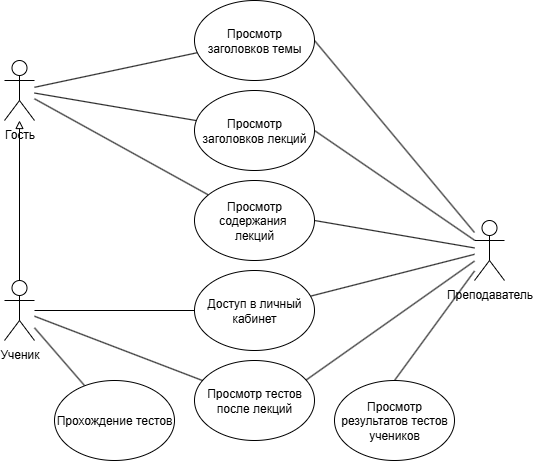 Просмотр
заголовков темы
Гость
Просмотр
заголовков лекций
Просмотр
содержания
лекций
Преподаватель
Доступ в личный
кабинет
Ученик
Просмотр тестов
после лекций
Прохождение тестов
Просмотр
результатов тестов
учеников